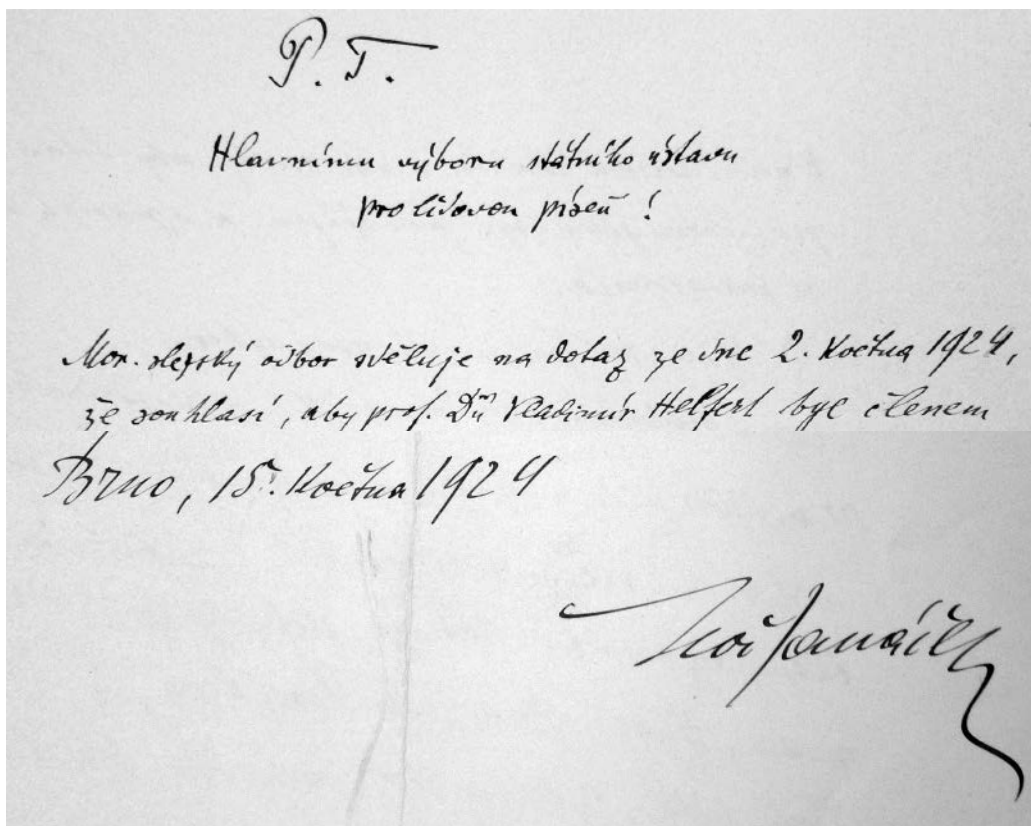 P. T.
Hlavnímu výboru státního ústavu
pro lidovou píseň !
Mor. slezský odbor sděluje na dotaz ze dne 2. května 1924,
že souhlasí, aby prof. Dr Vladimír Helfert byl členem
Brno, 15. května 1924
Leoš Janáček